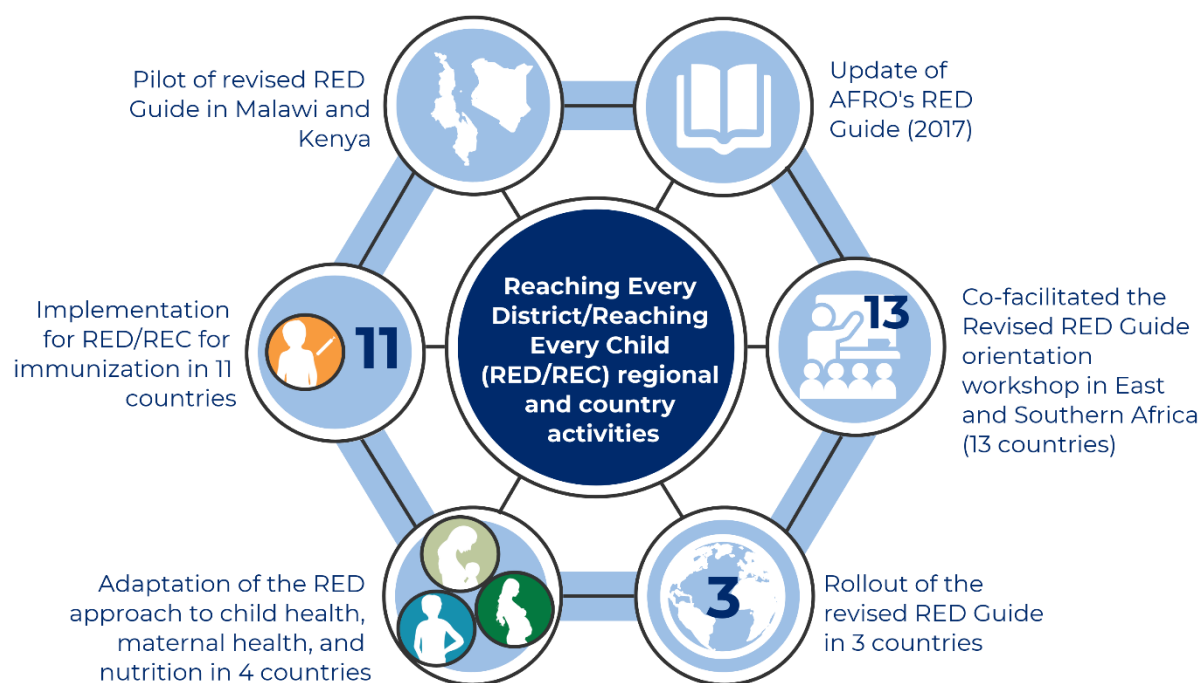 Pilot of revised RED
Guide in Malawi and
Kenya
Update of
AFRO's RED
Guide (2017)
Implementation
for RED/REC for
immunization in 11
countries
11
Reaching Every
District/Reaching
Every Child
(RED/REC) regional
and country
activities
13
Co-facilitated the
Revised RED Guide
orientation
workshop in East
and Southern Africa
(13 countries)
Adaptation of the RED
approach to child health,
maternal health, and
nutrition in 4 countries
3
Rollout of the
revised RED Guide
in 3 countries